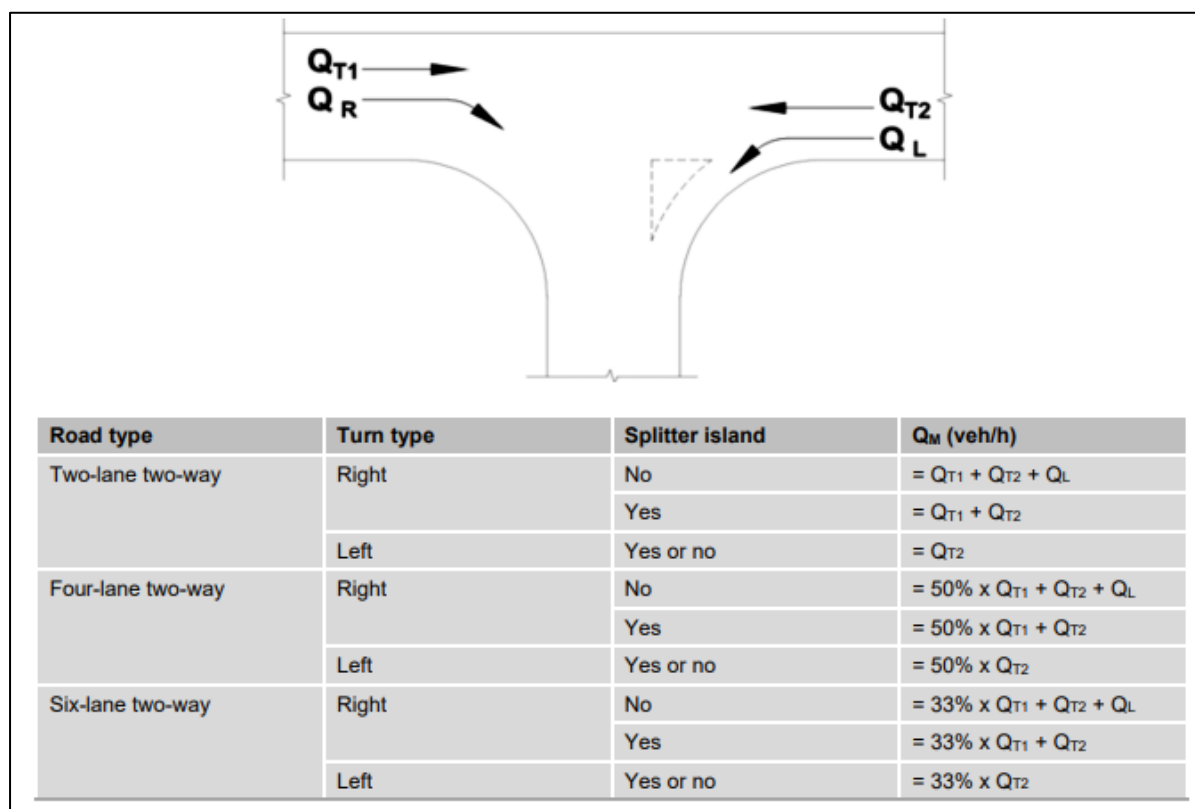 QT1
QR
QT2
QL
Road type Turn type Splitter island QM (veh/h)
Two-lane two-way Right No = QT1 + QT2 + QL
Yes = QT1 + QT2
Left Yes or no = QT2
Four-lane two-way Right No = 50% x QT1 + QT2 + QL
Yes = 50% x QT1 + QT2
Left Yes or no = 50% x QT2
Six-lane two-way Right No = 33% x QT1 + QT2 + QL
Yes = 33% x QT1 + QT2
Left Yes or no = 33% x QT2